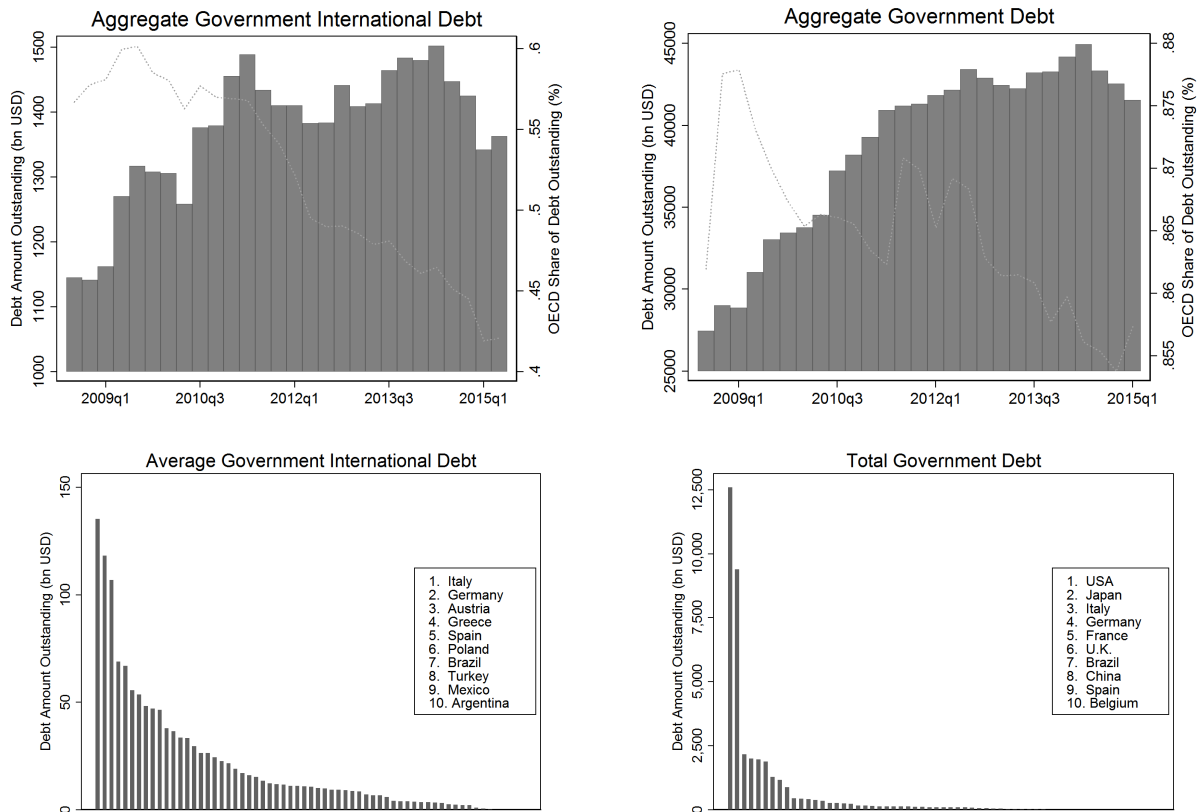 Aggregate Government International Debt
Debt Amount Outstanding (bn USD)
1500
1400
1300
1200
1100
1000
.6
.55
.5
.45
.4
OECD Share of Debt Outstanding (%)
2009q1 2010q3 2012q1 2013q3 2015q1
Aggregate Government Debt
Debt Amount Outstanding (bn USD)
45000
40000
35000
30000
25000
.88
.875
.87
.865
.86
.855
OECD Share of Debt Outstanding (%)
2009q1 2010q3 2012q1 2013q3 2015q1
Average Government International Debt
Debt Amount Outstanding (bn USD)
150
100
50
0
1. Italy
2. Germany
3. Austria
4. Greece
5. Spain
6. Poland
7. Brazil
8. Turkey
9. Mexico
10. Argentina
Total Government Debt
Debt Amount Outstanding (bn USD)
12,500
10,000
7,500
5,000
2,500
0
1. USA
2. Japan
3. Italy
4. Germany
5. France
6. U.K.
7. Brazil
8. China
9. Spain
10. Belgium